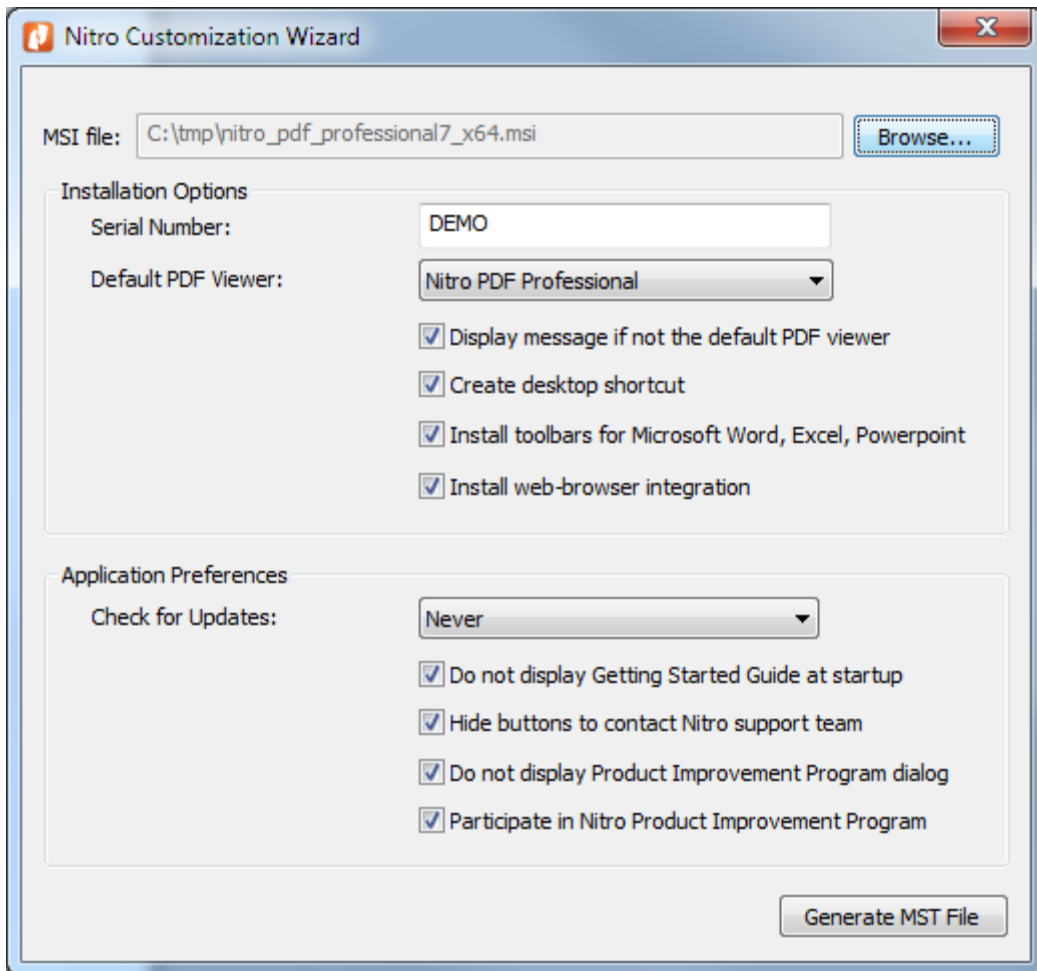 Nitro Customization Wizard
MSI file: C:\tmp\nitro_pdf_professional7_x64.msi Browse...
Installation Options
Serial Number: DEMO
Default PDF Viewer: Nitro PDF Professional
Display message if not the default PDF viewer
Create desktop shortcut
Install toolbars for Microsoft Word, Excel, Powerpoint
Install web-browser integration
Application Preferences
Check for Updates: Never
Do not display Getting Started Guide at startup
Hide buttons to contact Nitro support team
Do not display Product Improvement Program dialog
Participate in Nitro Product Improvement Program
Generate MST File